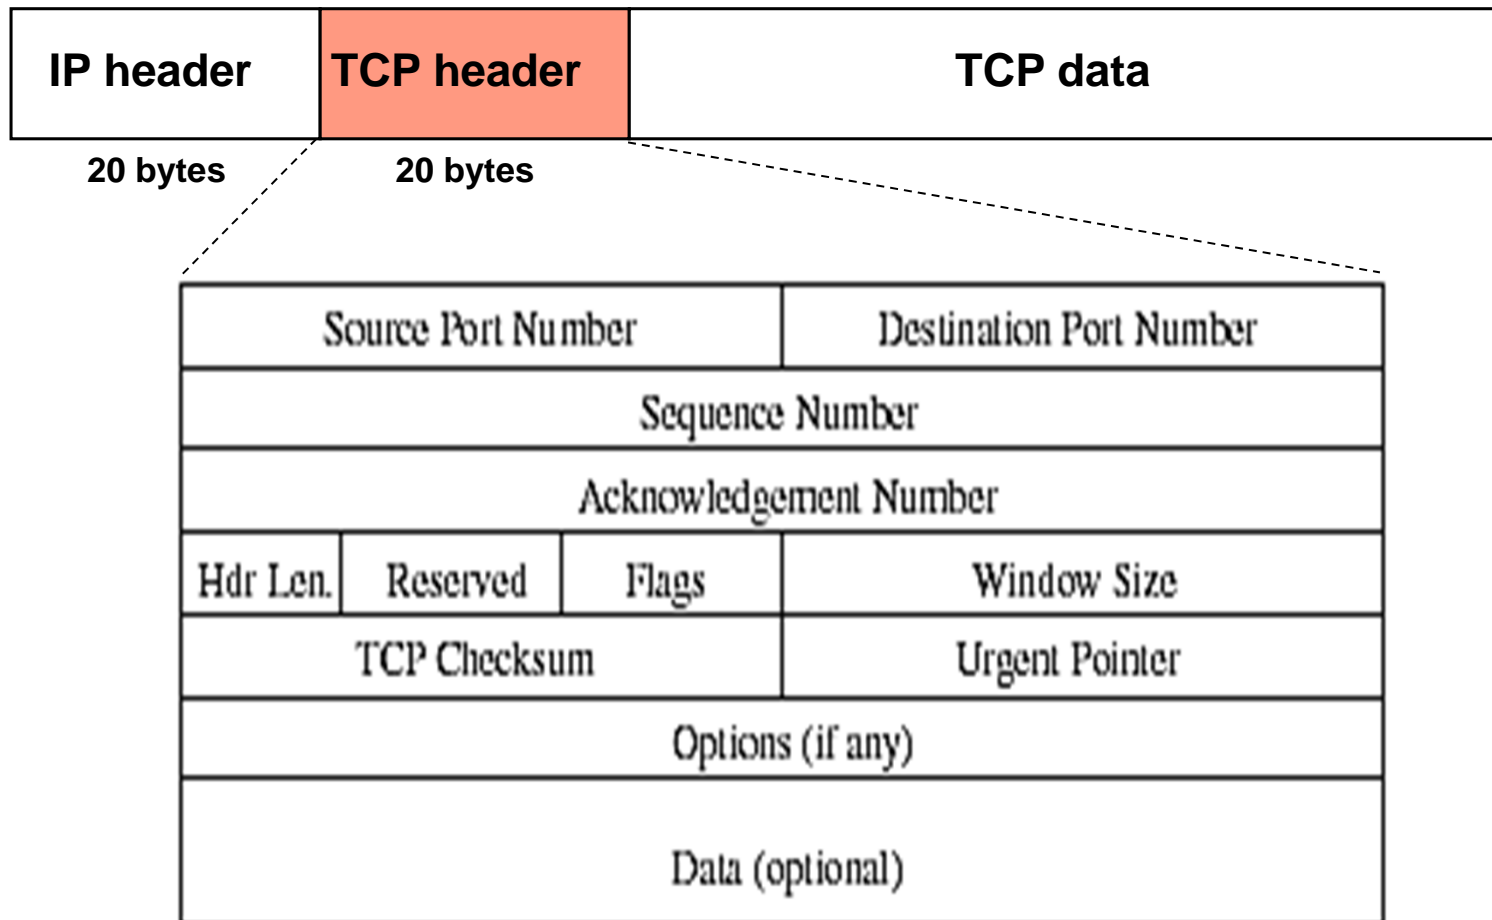 IP header TCP header TCP data
20 bytes 20 bytes
Source Port Number Destination Port Number
Sequence Number
Acknowledgement Number
Hdr Len. Reserved Flags Window Size
TCP Checksum Urgent Pointer
Options (if any)
Data (optional)